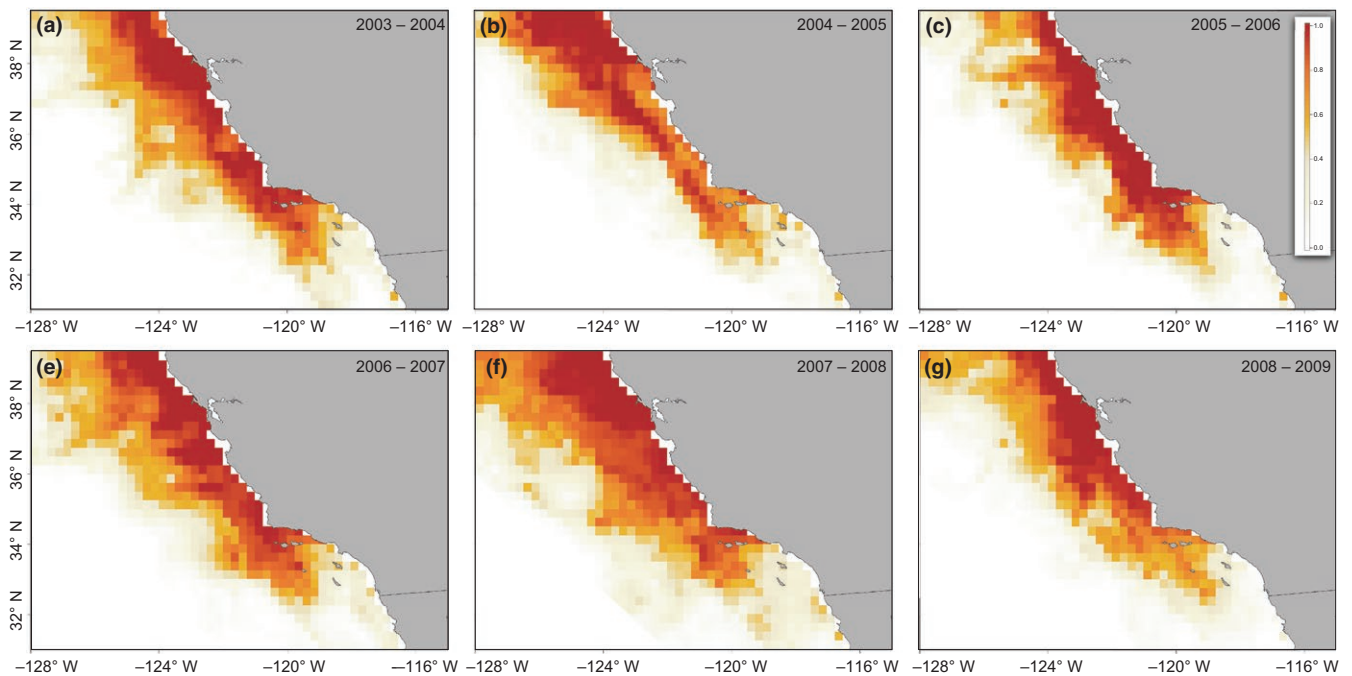 (a) 2003 – 2004
(b) 2004 – 2005
(c) 2005 – 2006
1.0
0.8
0.6
0.4
0.2
0.0
38° N
36° N
34° N
32° N
–128° W –124° W –120° W –116° W
–128° W –124° W –120° W –116° W
–128° W –124° W –120° W –116° W
(e) 2006 – 2007
(f) 2007 – 2008
(g) 2008 – 2009
38° N
36° N
34° N
32° N
–128° W –124° W –120° W –116° W
–128° W –124° W –120° W –116° W
–128° W –124° W –120° W –116° W